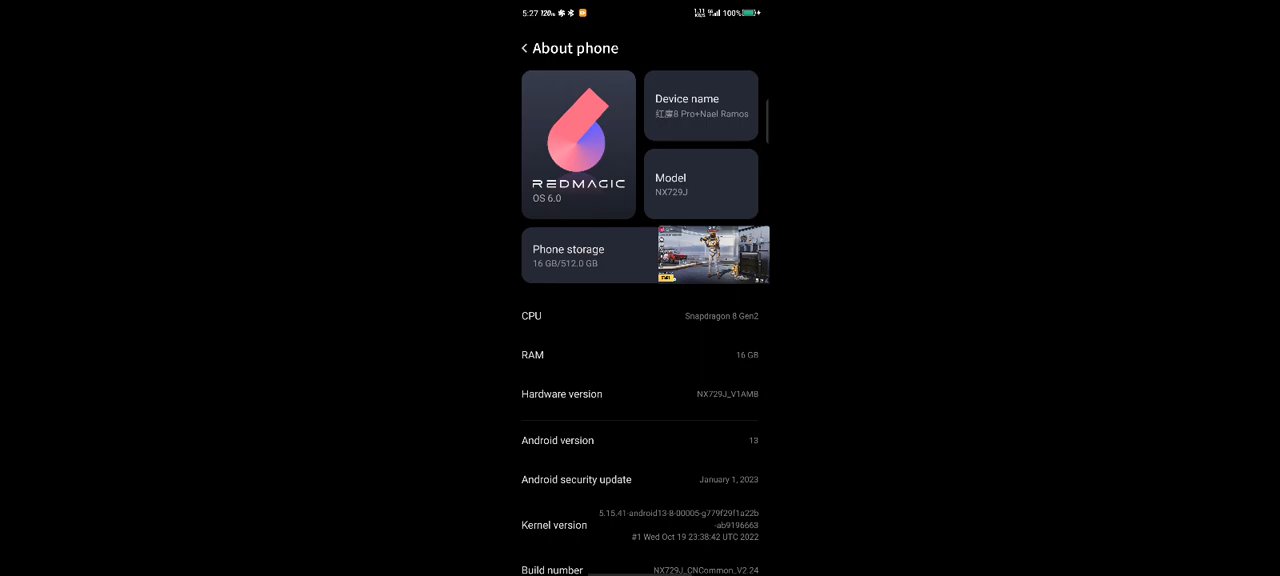 5:27
100%
About phone
REDMAGIC
OS 6.0
Device name
红魔8 Pro+Nael Ramos
Model
NX729J
Phone storage
16 GB/512.0 GB
CPU Snapdragon 8 Gen2
RAM 16 GB
Hardware version NX729J_V1AMB
Android version 13
Android security update January 1, 2023
Kernel version 5.15.41-android13-8-00005-g779f29f1a22b
-ab9196663
#1 Wed Oct 19 23:38:42 UTC 2022
Build number NX729J_CNCommon_V2.24